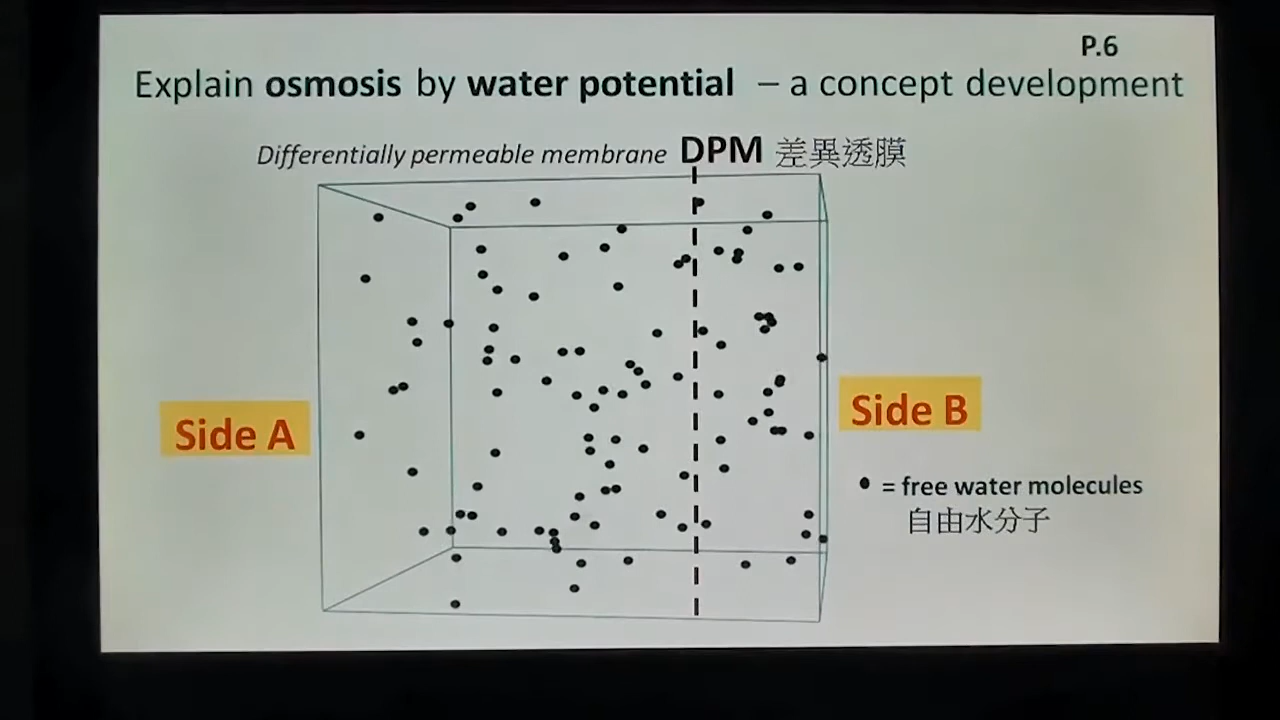 P.6
Explain osmosis by water potential – a concept development
Differentially permeable membrane DPM 差異透膜
Side A
Side B
= free water molecules
自由水分子